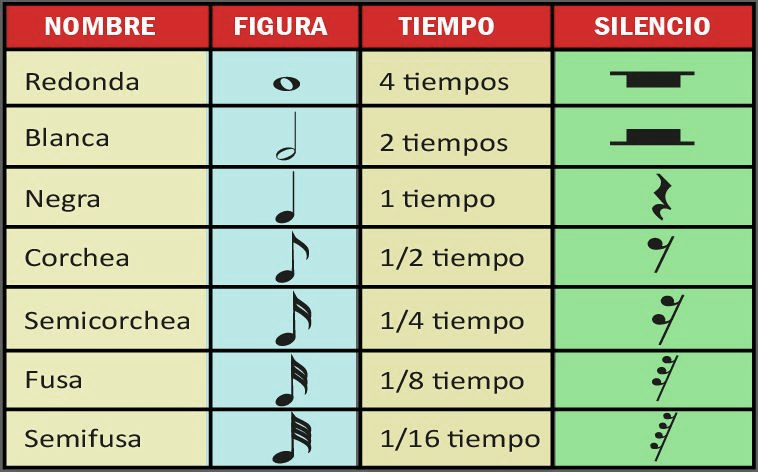 NOMBRE FIGURA TIEMPO SILENCIO
Redonda 4 tiempos
Blanca 2 tiempos
Negra 1 tiempo
Corchea 1/2 tiempo
Semicorchea 1/4 tiempo
Fusa 1/8 tiempo
Semifusa 1/16 tiempo